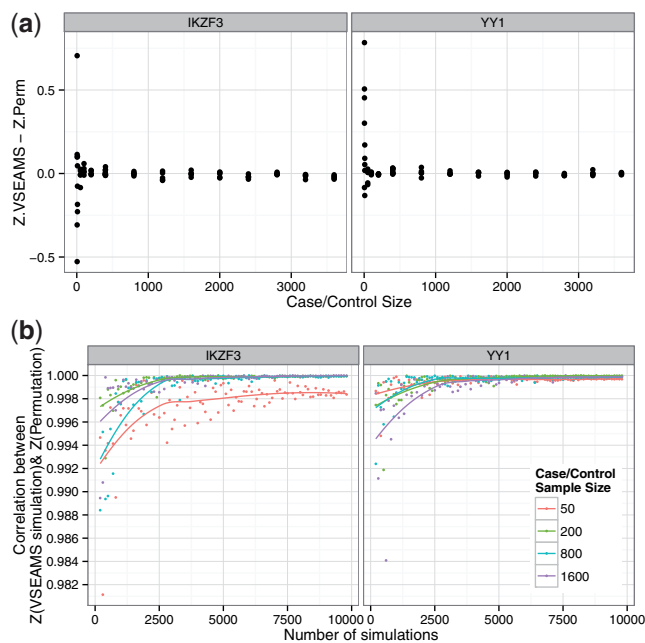 (a)
IKZF3
YY1
Z.VSEAMS − Z.Perm
0.5
0.0
−0.5
0
1000
2000
3000
0
1000
2000
3000
Case/Control Size
(b)
IKZF3
YY1
Correlation between
Z(VSEAMS simulation)& Z(Permutation)
1.000
0.998
0.996
0.994
0.992
0.990
0.988
0.986
0.984
0.982
Case/Control
Sample Size
50
200
800
1600
0
2500
5000
7500
10000
0
2500
5000
7500
10000
Number of simulations